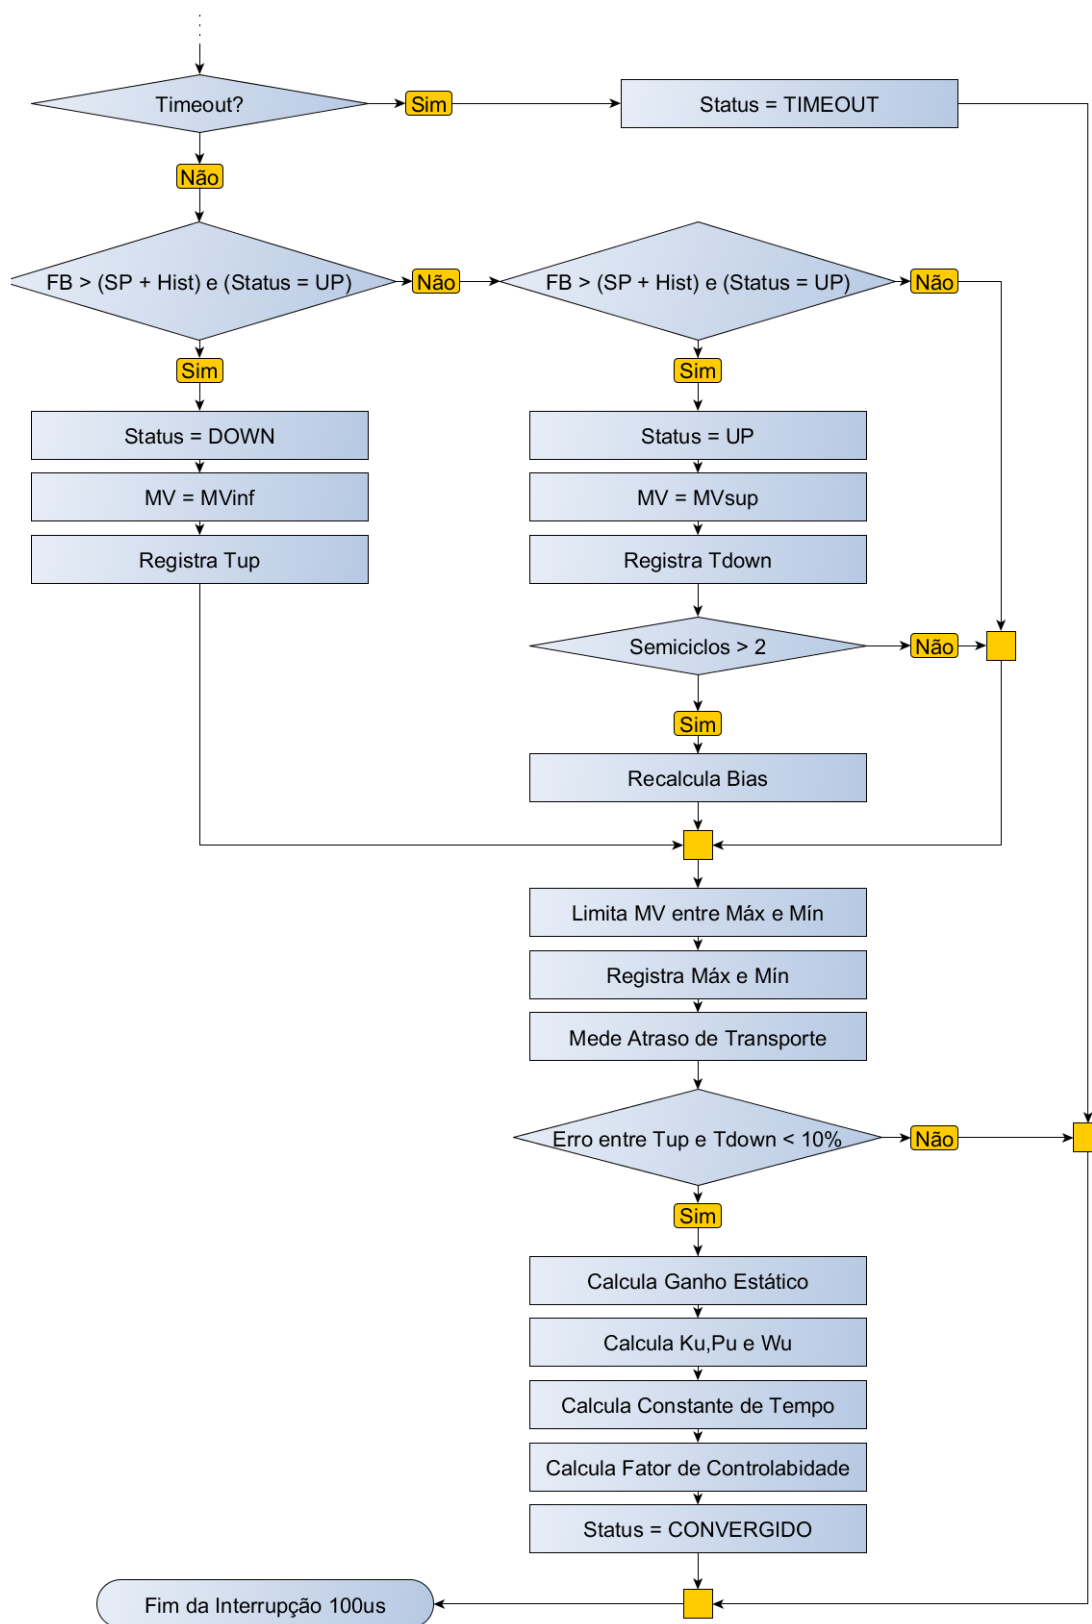 Timeout?
Sim
Status = TIMEOUT
Não
FB > (SP + Hist) e (Status = UP)
Não
FB > (SP + Hist) e (Status = UP)
Não
Sim
Sim
Status = DOWN
Status = UP
MV = MVinf
MV = MVsup
Registra Tup
Registra Tdown
Semiciclos > 2
Não
Sim
Recalcula Bias
Limita MV entre Máx e Mín
Registra Máx e Mín
Mede Atraso de Transporte
Erro entre Tup e Tdown < 10%
Não
Sim
Calcula Ganho Estático
Calcula Ku,Pu e Wu
Calcula Constante de Tempo
Calcula Fator de Controlabidade
Status = CONVERGIDO
Fim da Interrupção 100us